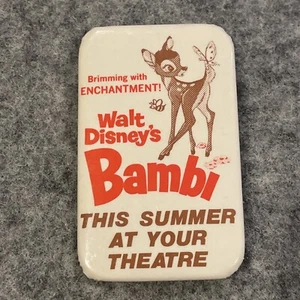 Brimming with
ENCHANTMENT!
Walt
Disney's
Bambi
THIS SUMMER
AT YOUR
THEATRE